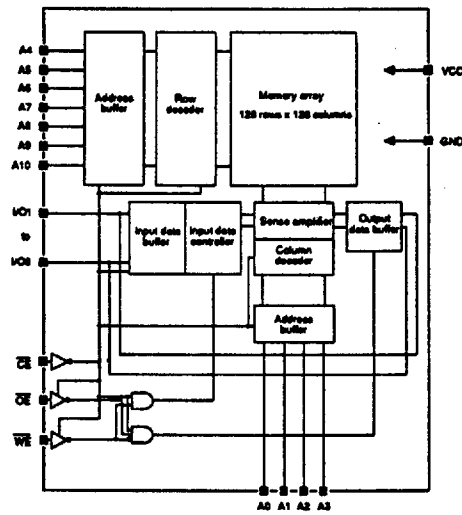 A4
A5
A6
A7
A8
A9
A10
Address
buffer
Row
decoder
Memory array
128 rows x 128 columns
VCC
GND
I/O1
to
I/O8
Input data
buffer
Input data
controller
Sense amplifier
Column
decoder
Output
data buffer
Address
buffer
CE
OE
WE
A0 A1 A2 A3